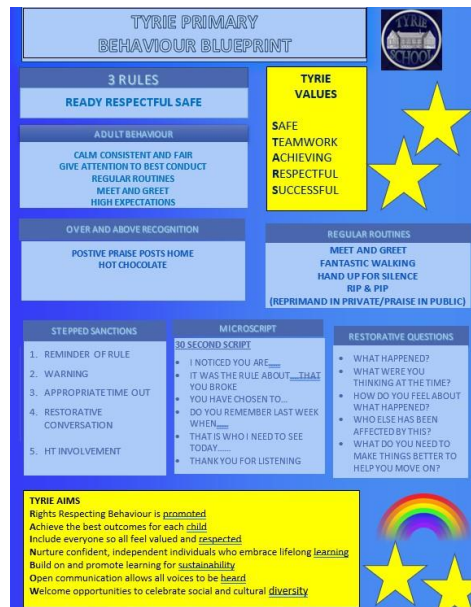 TYRIE PRIMARY
BEHAVIOUR BLUEPRINT
TYRIE
SCHOOL
3 RULES
READY RESPECTFUL SAFE
TYRIE
VALUES
SAFE
TEAMWORK
ACHIEVING
RESPECTFUL
SUCCESSFUL
ADULT BEHAVIOUR
CALM CONSISTENT AND FAIR
GIVE ATTENTION TO BEST CONDUCT
REGULAR ROUTINES
MEET AND GREET
HIGH EXPECTATIONS
OVER AND ABOVE RECOGNITION
POSTIVE PRAISE POSTS HOME
HOT CHOCOLATE
REGULAR ROUTINES
MEET AND GREET
FANTASTIC WALKING
HAND UP FOR SILENCE
RIP & PIP
(REPRIMAND IN PRIVATE/PRAISE IN PUBLIC)
STEPPED SANCTIONS
1. REMINDER OF RULE
2. WARNING
3. APPROPRIATE TIME OUT
4. RESTORATIVE
CONVERSATION
5. HT INVOLVEMENT
MICROSCRIPT
30 SECOND SCRIPT
• I NOTICED YOU ARE.....
• IT WAS THE RULE ABOUT....THAT
YOU BROKE
• YOU HAVE CHOSEN TO...
• DO YOU REMEMBER LAST WEEK
WHEN.....
• THAT IS WHO I NEED TO SEE
TODAY......
• THANK YOU FOR LISTENING
RESTORATIVE QUESTIONS
• WHAT HAPPENED?
• WHAT WERE YOU
THINKING AT THE TIME?
• HOW DO YOU FEEL ABOUT
WHAT HAPPENED?
• WHO ELSE HAS BEEN
AFFECTED BY THIS?
• WHAT DO YOU NEED TO
MAKE THINGS BETTER TO
HELP YOU MOVE ON?
TYRIE AIMS
Rights Respecting Behaviour is promoted
Achieve the best outcomes for each child
Include everyone so all feel valued and respected
Nurture confident, independent individuals who embrace lifelong learning
Build on and promote learning for sustainability
Open communication allows all voices to be heard
Welcome opportunities to celebrate social and cultural diversity